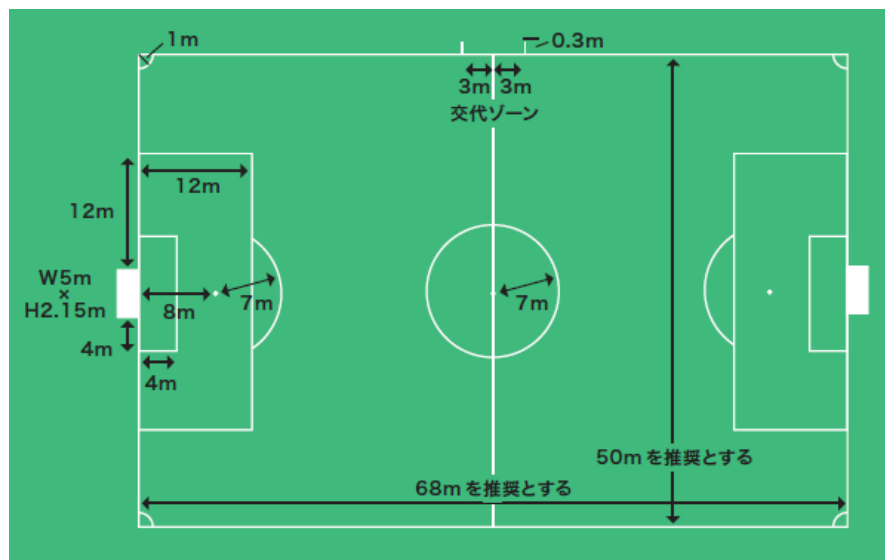 1m
0.3m
3m 3m
交代ゾーン
12m
12m
W5m
×
H2.15m
8m
7m
7m
4m
4m
50mを推奨とする
68mを推奨とする